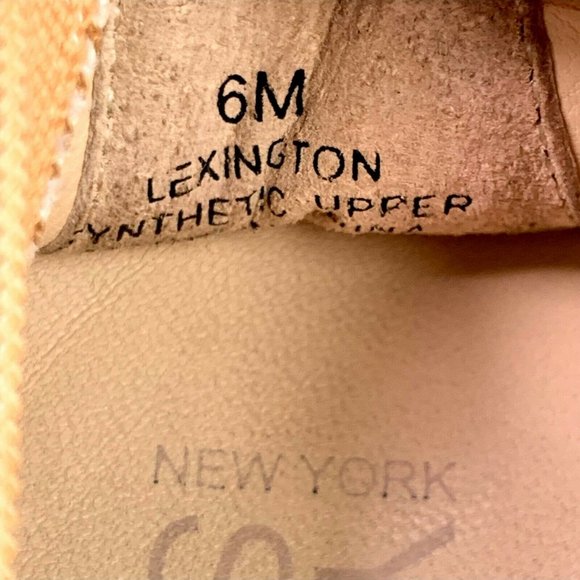 6M
LEXINGTON
SYNTHETIC UPPER
NEW YORK